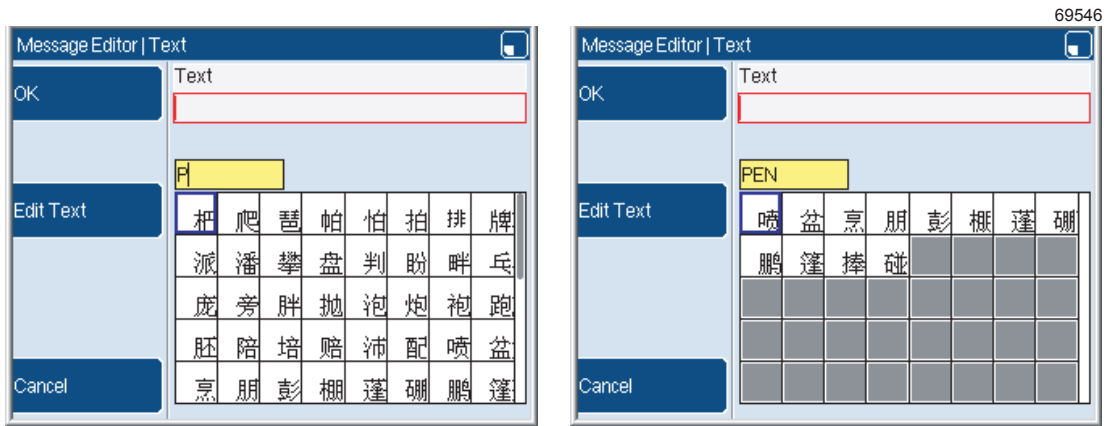 69546
Message Editor | Text
OK
Text
P
Edit Text
杷 爬 琶 帕 怕 拍 排 牌
派 潘 攀 盘 判 盼 畔 乓
庞 旁 胖 抛 泡 炮 袍 跑
胚 陪 培 赔 沛 配 喷 盆
烹 朋 彭 棚 蓬 硼 鹏 篷
Cancel
Message Editor | Text
OK
Text
PEN
Edit Text
喷 盆 烹 朋 彭 棚 蓬 硼
鹏 篷 捧 碰
Cancel